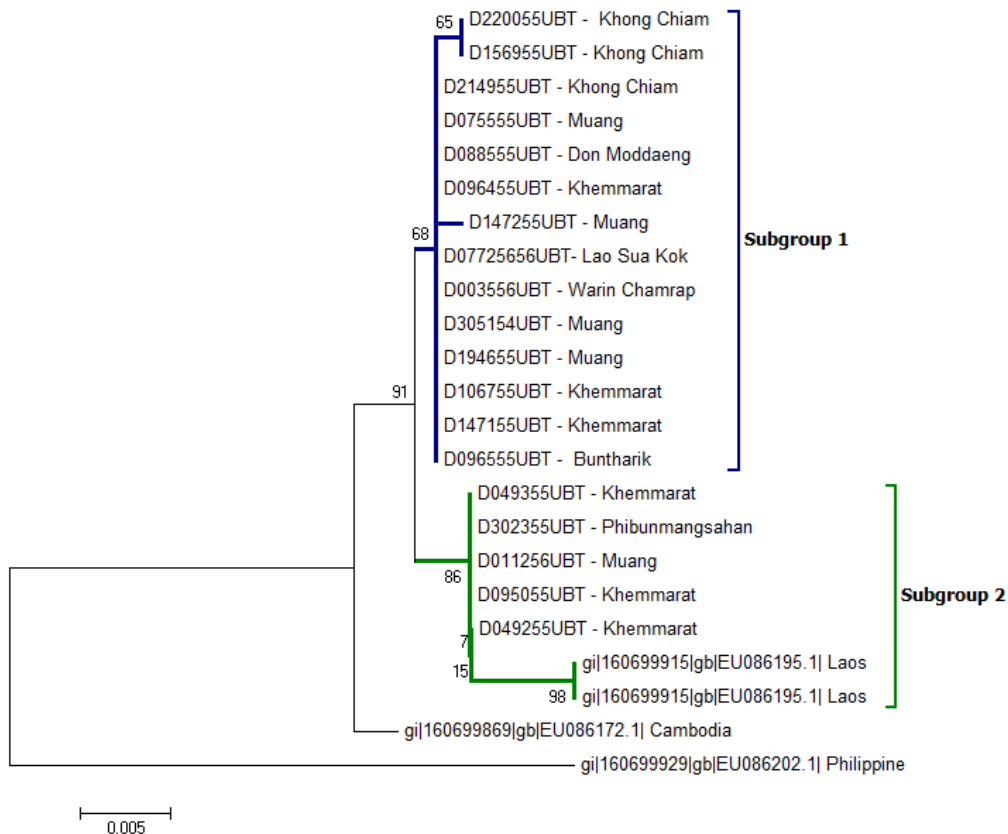 65
D220055UBT -  Khong Chiam
D156955UBT - Khong Chiam
D214955UBT - Khong Chiam
D075555UBT - Muang
D088555UBT - Don Moddaeng
D096455UBT - Khemmarat
D147255UBT - Muang
68
Subgroup 1
D07725656UBT- Lao Sua Kok
D003556UBT - Warin Chamrap
D305154UBT - Muang
D194655UBT - Muang
91
D106755UBT - Khemmarat
D147155UBT - Khemmarat
D096555UBT -  Buntharik
D049355UBT - Khemmarat
D302355UBT - Phibunmangsahan
D011256UBT - Muang
86
D095055UBT - Khemmarat
Subgroup 2
D049255UBT - Khemmarat
7
15
gi|160699915|gb|EU086195.1| Laos
98
gi|160699915|gb|EU086195.1| Laos
gi|160699869|gb|EU086172.1| Cambodia
gi|160699929|gb|EU086202.1| Philippine
0.005